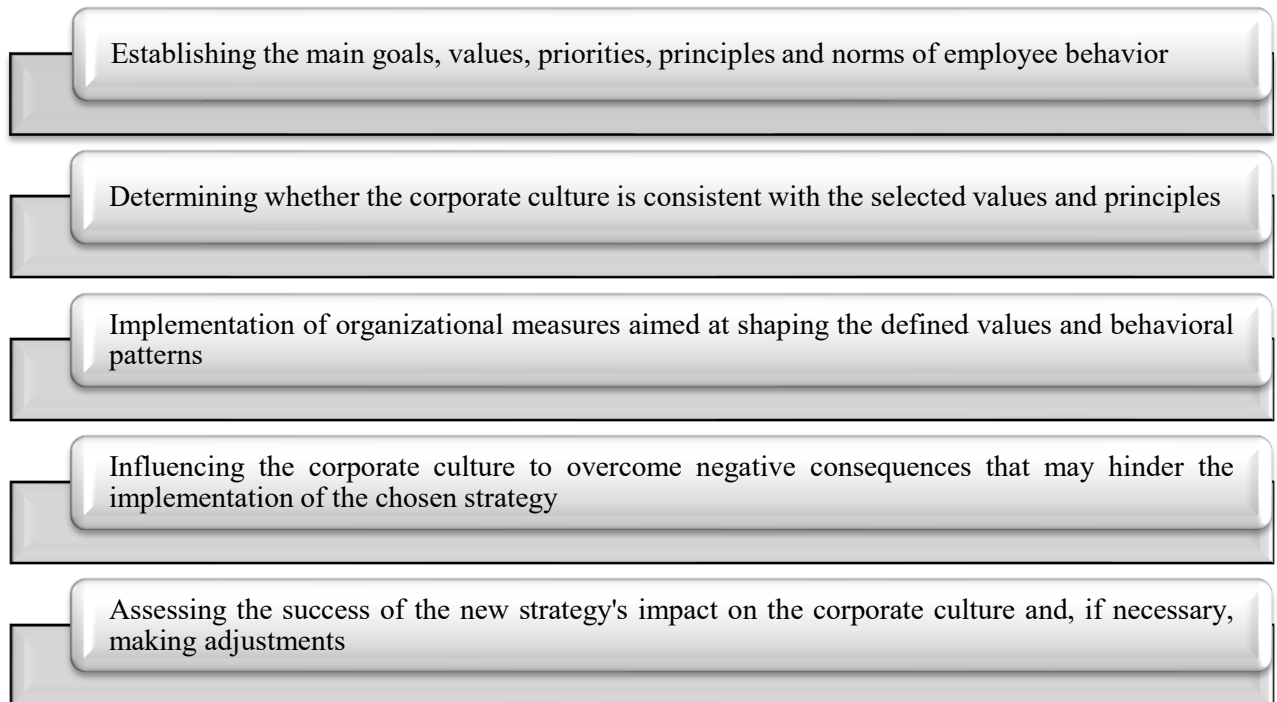 Establishing the main goals, values, priorities, principles and norms of employee behavior
Determining whether the corporate culture is consistent with the selected values and principles
Implementation of organizational measures aimed at shaping the defined values and behavioral
patterns
Influencing the corporate culture to overcome negative consequences that may hinder the
implementation of the chosen strategy
Assessing the success of the new strategy's impact on the corporate culture and, if necessary,
making adjustments